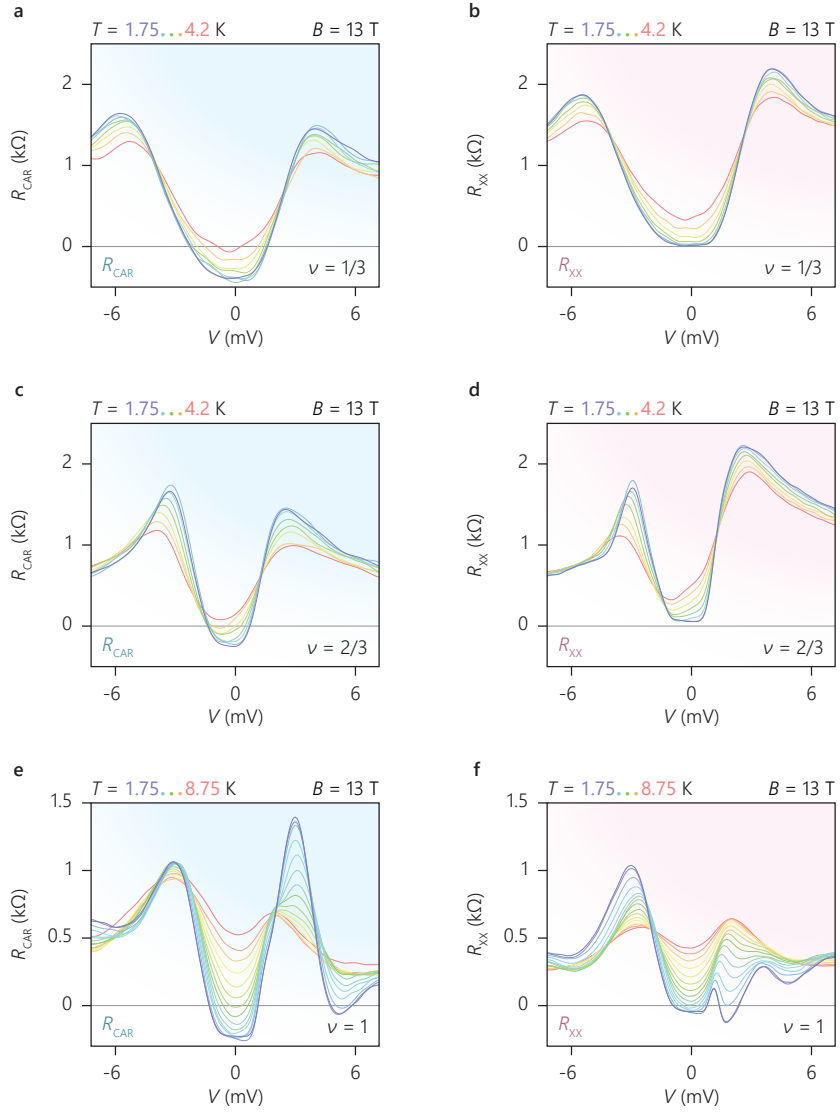 a
T = 1.75...4.2 K B = 13 T
R_CAR (kΩ)
2
1
0
R_CAR
ν = 1/3
-6 0 6
V (mV)
b
T = 1.75...4.2 K B = 13 T
R_XX (kΩ)
2
1
0
R_XX
ν = 1/3
-6 0 6
V (mV)
c
T = 1.75...4.2 K B = 13 T
R_CAR (kΩ)
2
1
0
R_CAR
ν = 2/3
-6 0 6
V (mV)
d
T = 1.75...4.2 K B = 13 T
R_XX (kΩ)
2
1
0
R_XX
ν = 2/3
-6 0 6
V (mV)
e
T = 1.75...8.75 K B = 13 T
R_CAR (kΩ)
1.5
1
0.5
0
R_CAR
ν = 1
-6 0 6
V (mV)
f
T = 1.75...8.75 K B = 13 T
R_XX (kΩ)
1.5
1
0.5
0
R_XX
ν = 1
-6 0 6
V (mV)